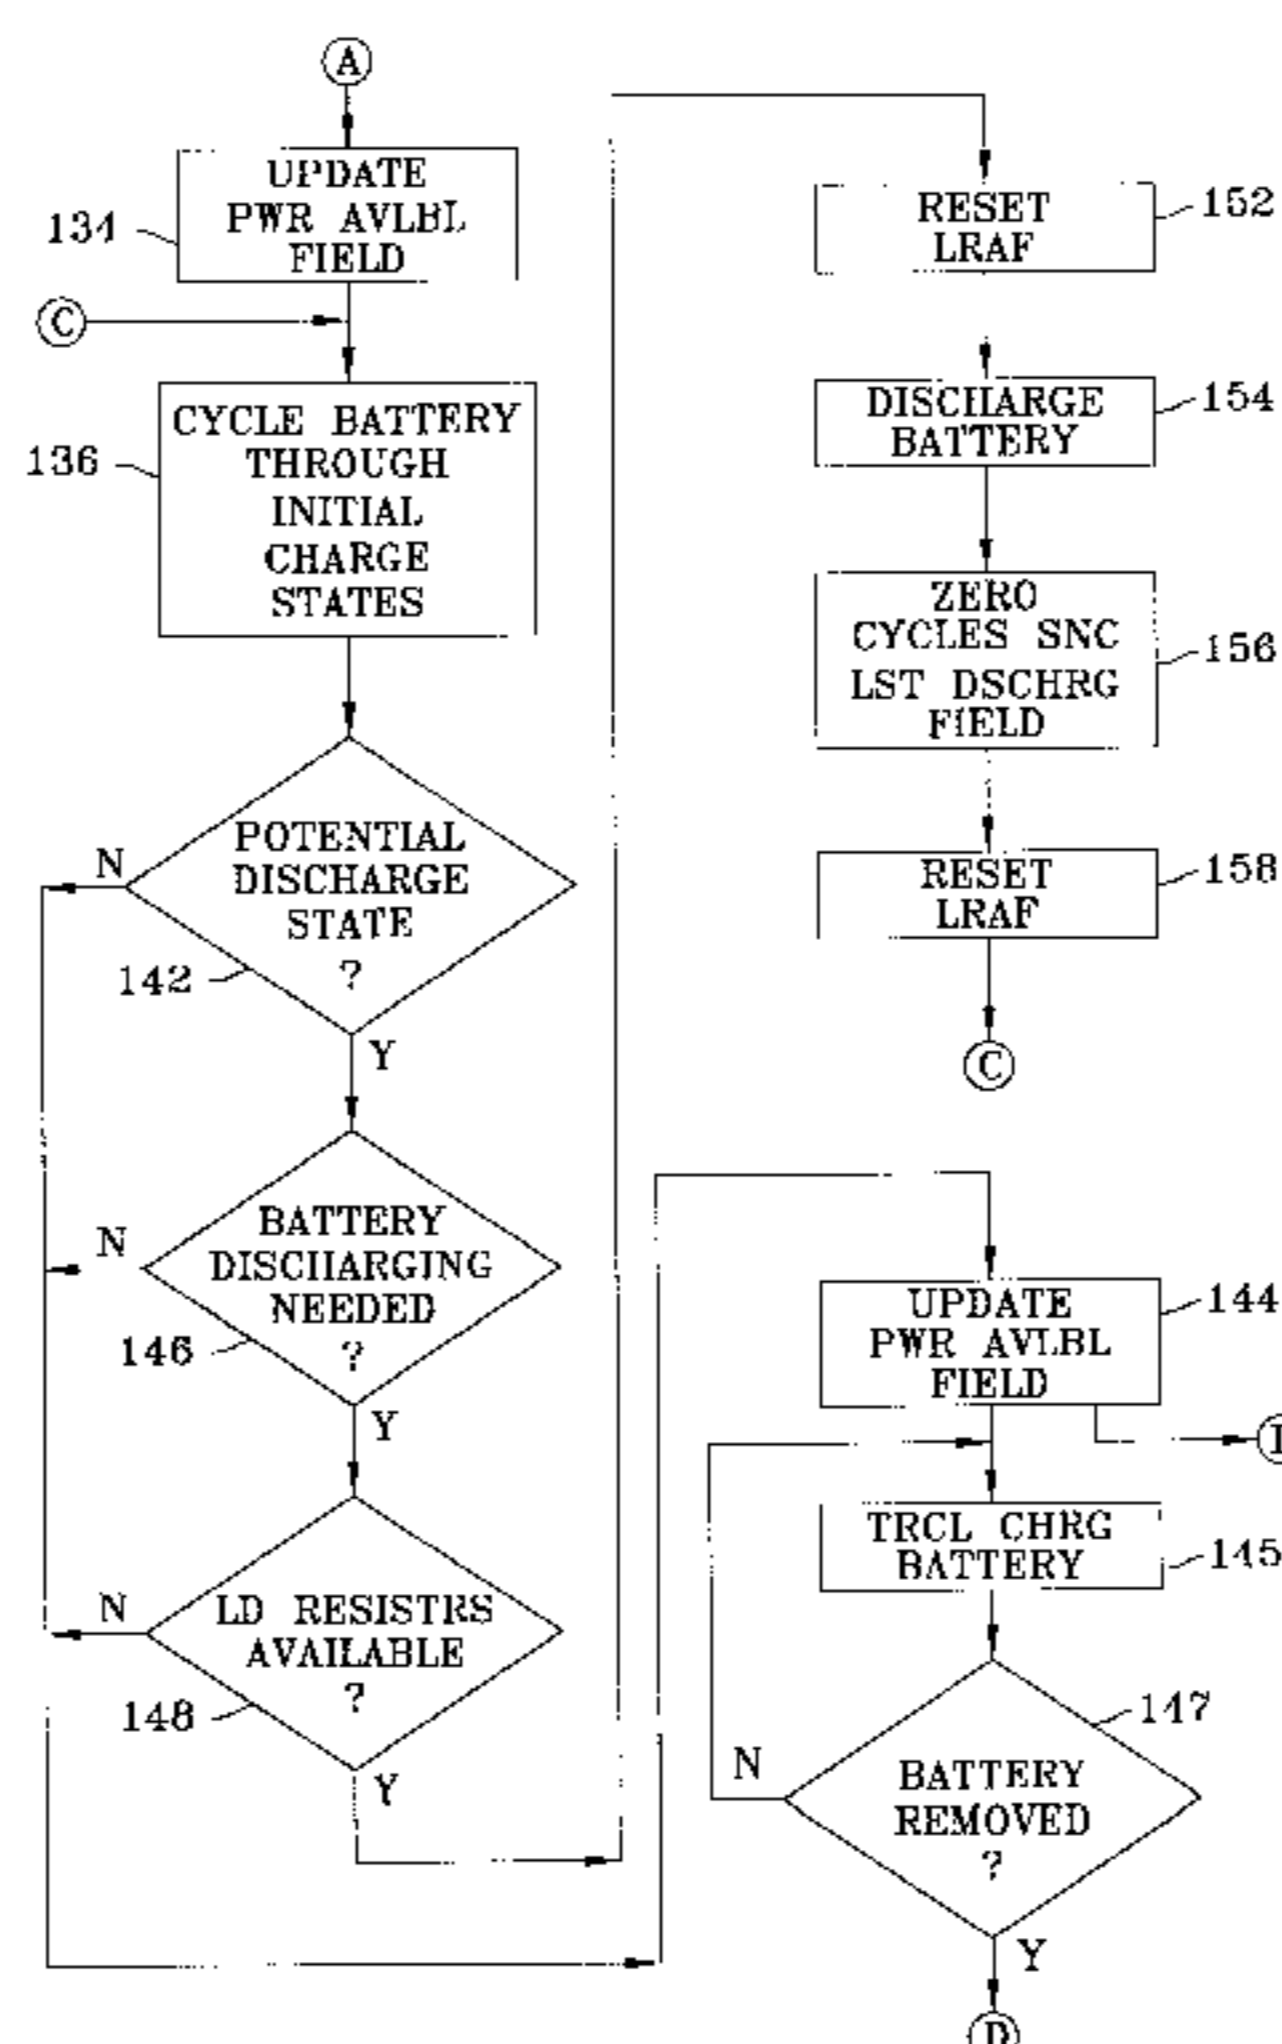 A
UPDATE
PWR AVLBL
FIELD
134
C
CYCLE BATTERY
THROUGH
INITIAL
CHARGE
STATES
136
POTENTIAL
DISCHARGE
STATE
?
N
142
Y
BATTERY
DISCHARGING
NEEDED
?
N
146
Y
LD RESISTRS
AVAILABLE
?
N
148
Y
RESET
LRAF
152
DISCHARGE
BATTERY
154
ZERO
CYCLES SNC
LST DSCHRG
FIELD
156
RESET
LRAF
158
C
UPDATE
PWR AVLBL
FIELD
144
TRCL CHRG
BATTERY
145
147
BATTERY
REMOVED
?
N
Y